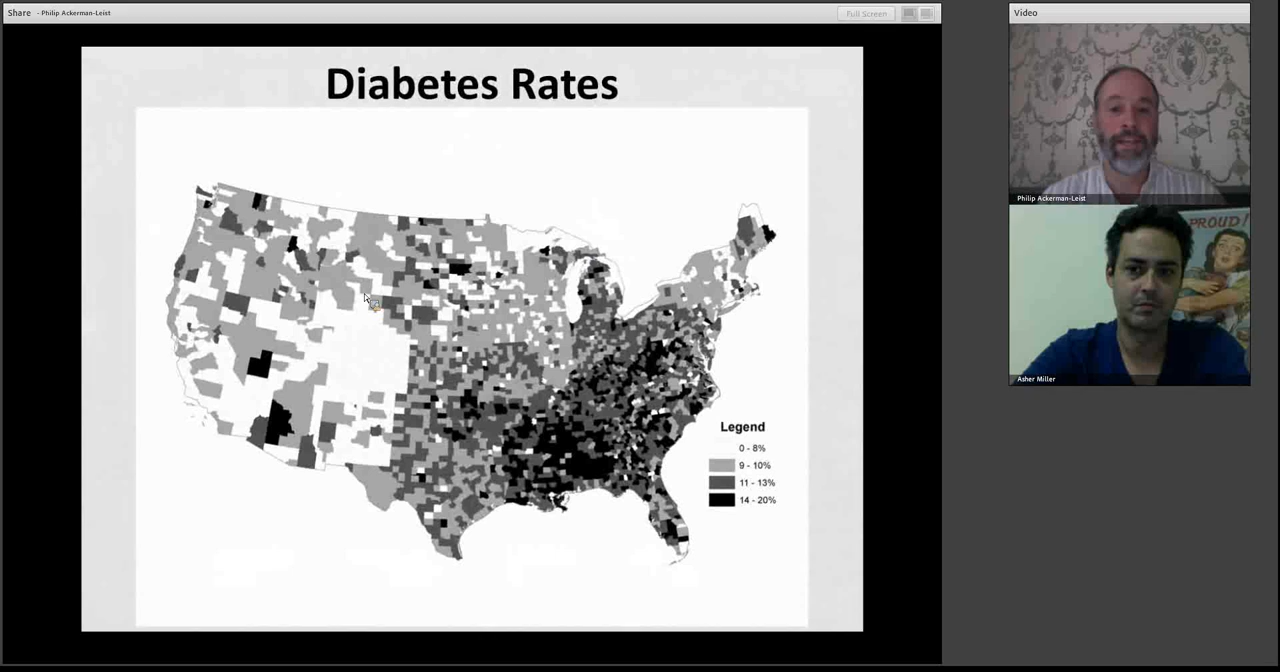 Share - Philip Ackerman-Leist
Full Screen
Video
Diabetes Rates
Legend
0 - 8%
9 - 10%
11 - 13%
14 - 20%
Philip Ackerman-Leist
PROUD!
Asher Miller